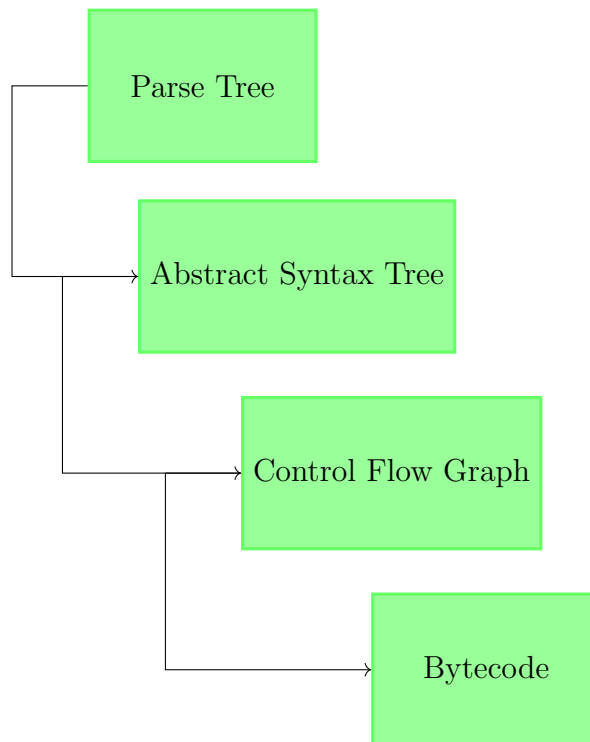 Parse Tree
Abstract Syntax Tree
Control Flow Graph
Bytecode